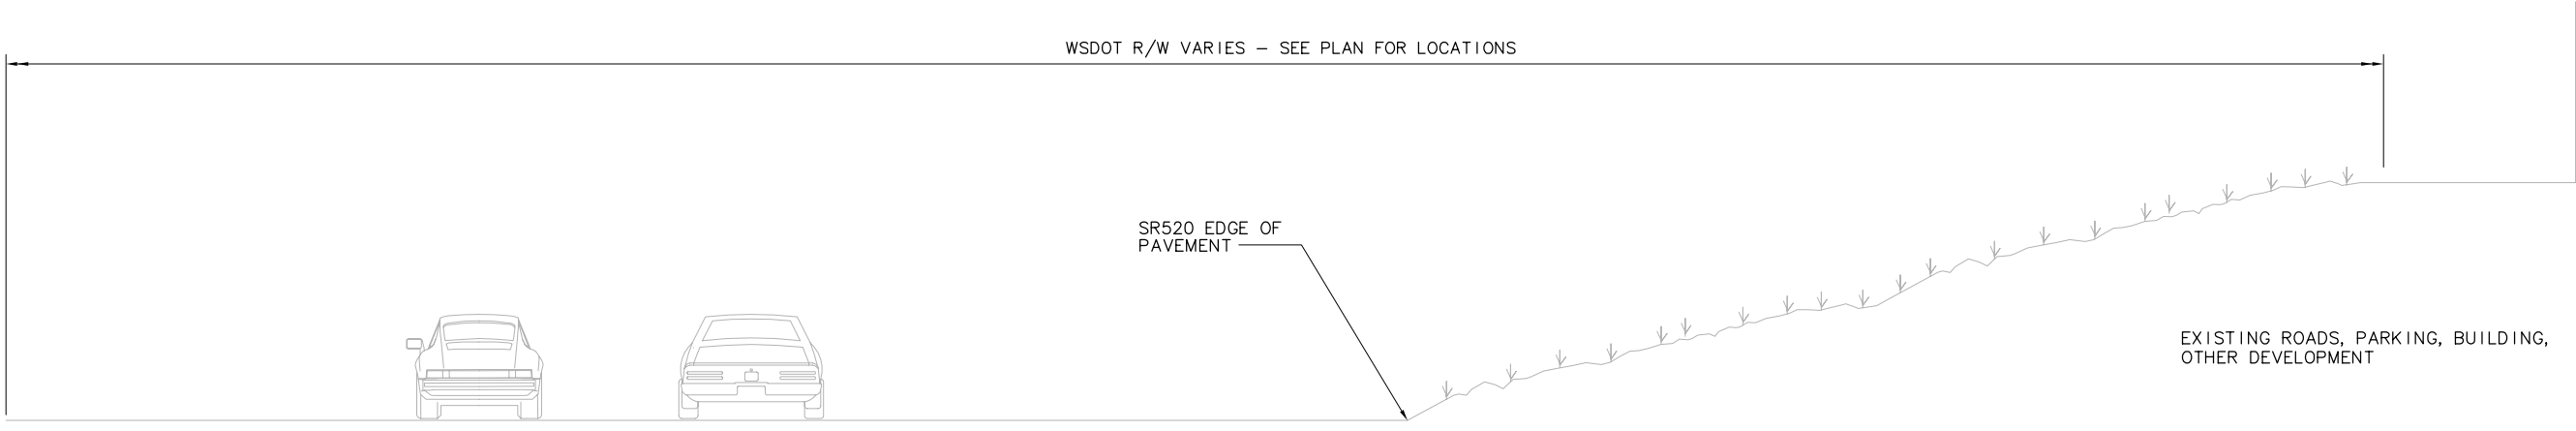 WSDOT R/W VARIES – SEE PLAN FOR LOCATIONS
SR520 EDGE OF
PAVEMENT
EXISTING ROADS, PARKING, BUILDING,
OTHER DEVELOPMENT